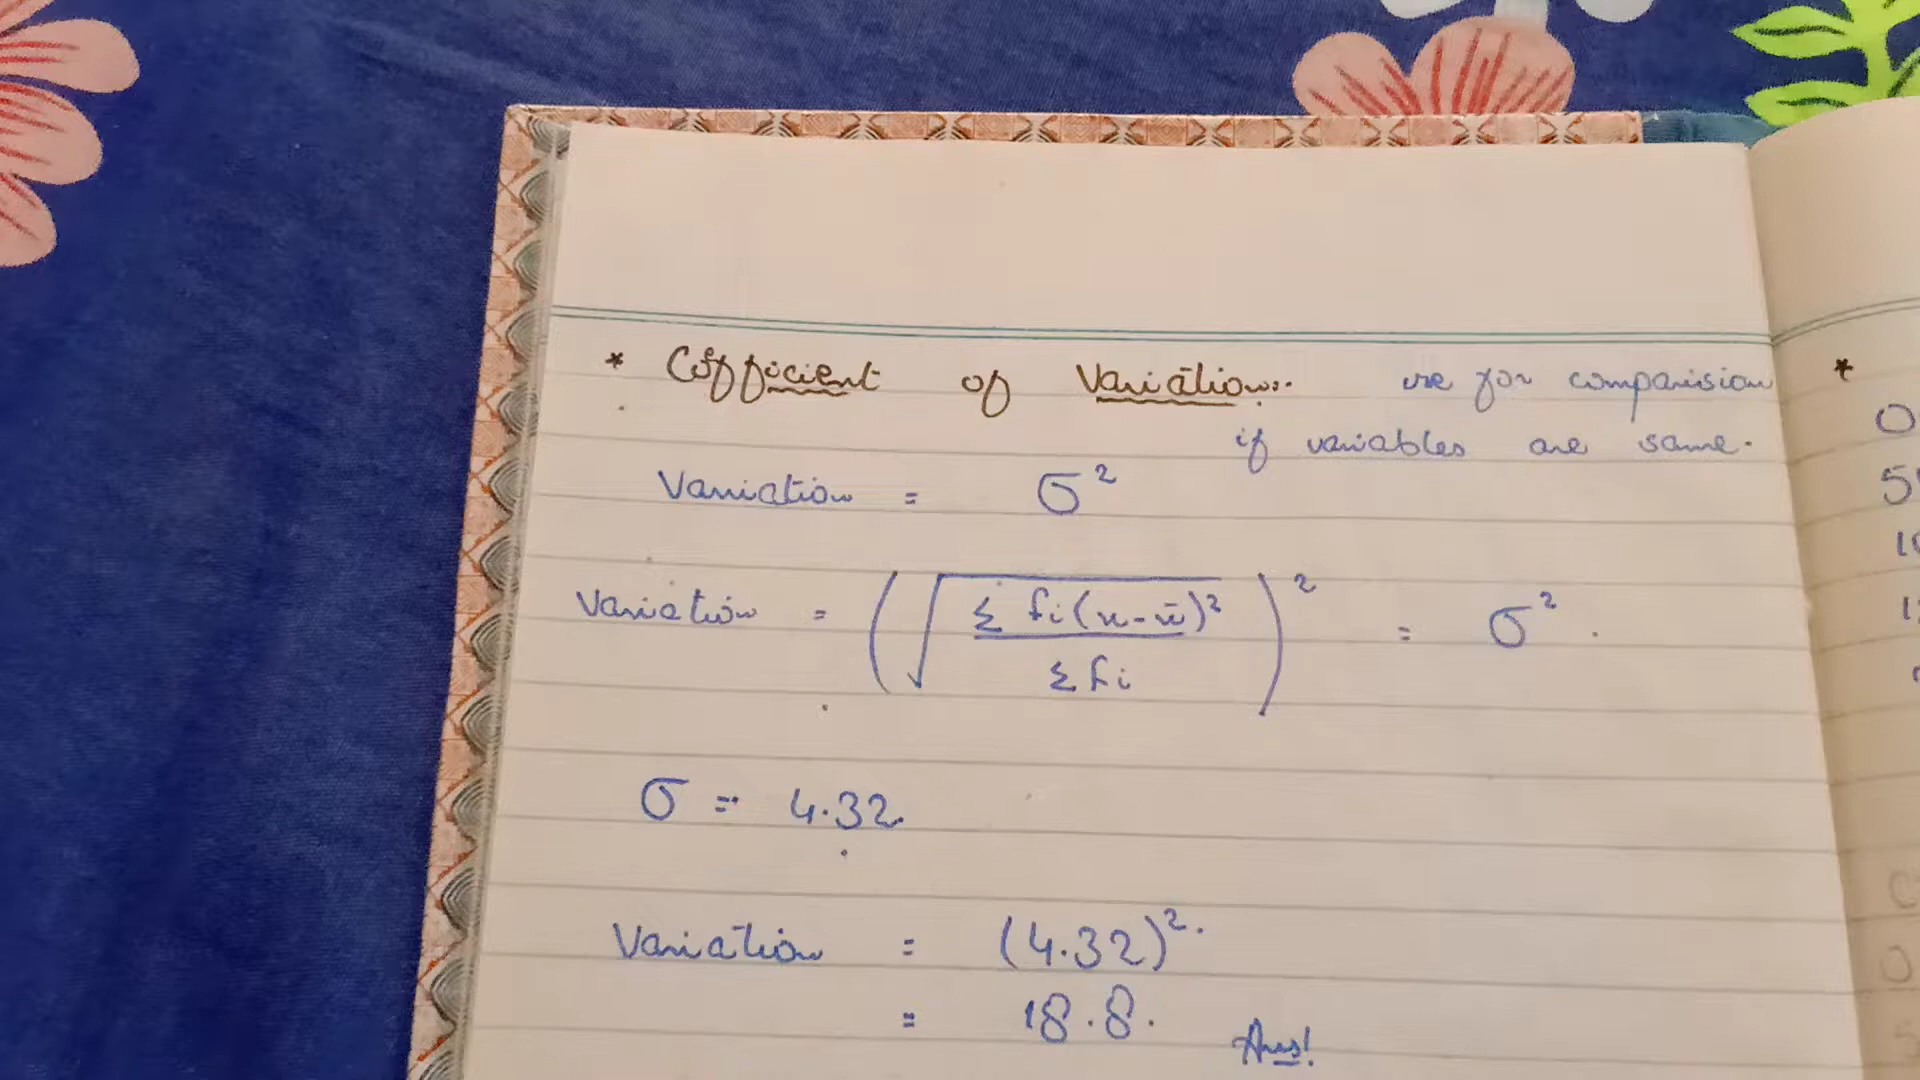 * Cofficient of Variation:- use for comparision
if variables are same.
Variation = σ²
Variation = (√(Σ fi(x-x̄)² / Σ fi))² = σ².
σ = 4.32
Variation = (4.32)².
= 18.8. Ans!
*